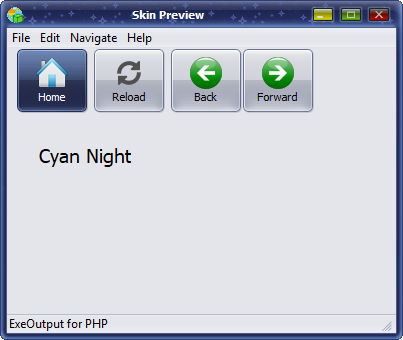 Skin Preview
File Edit Navigate Help
Home Reload Back Forward
Cyan Night
ExeOutput for PHP